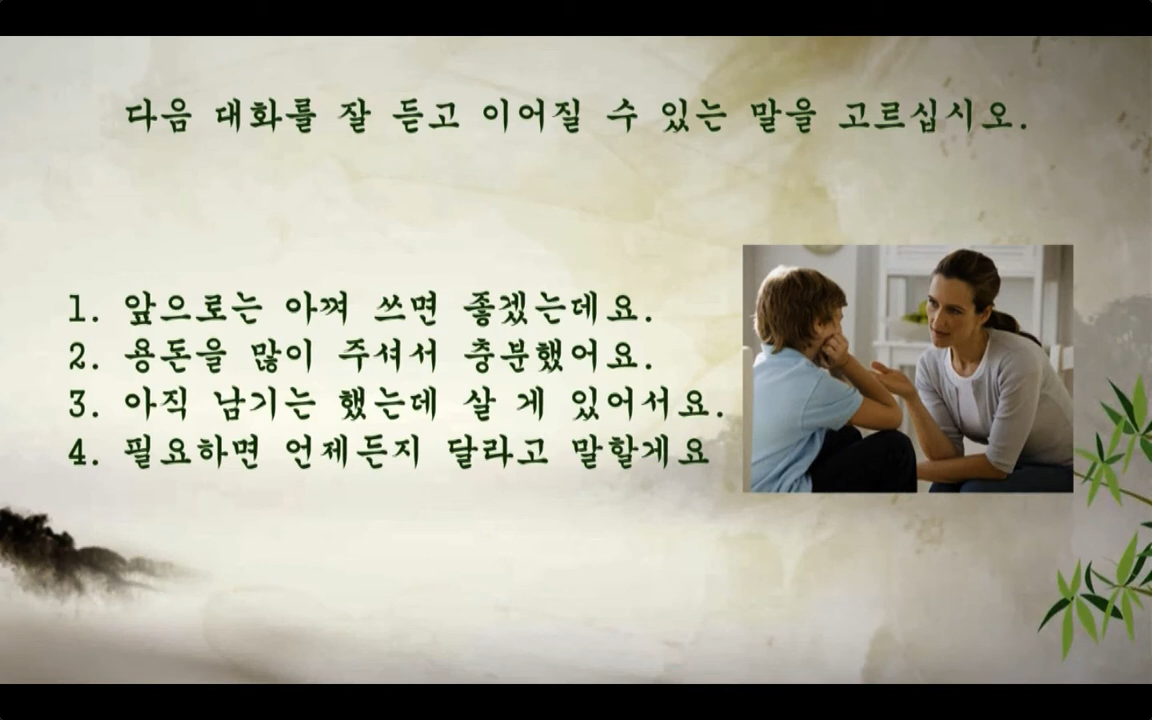 다음 대화를 잘 듣고 이어질 수 있는 말을 고르십시오.
1. 앞으로는 아껴 쓰면 좋겠는데요.
2. 용돈을 많이 주셔서 충분했어요.
3. 아직 남기는 했는데 살 게 있어서요.
4. 필요하면 언제든지 달라고 말할게요